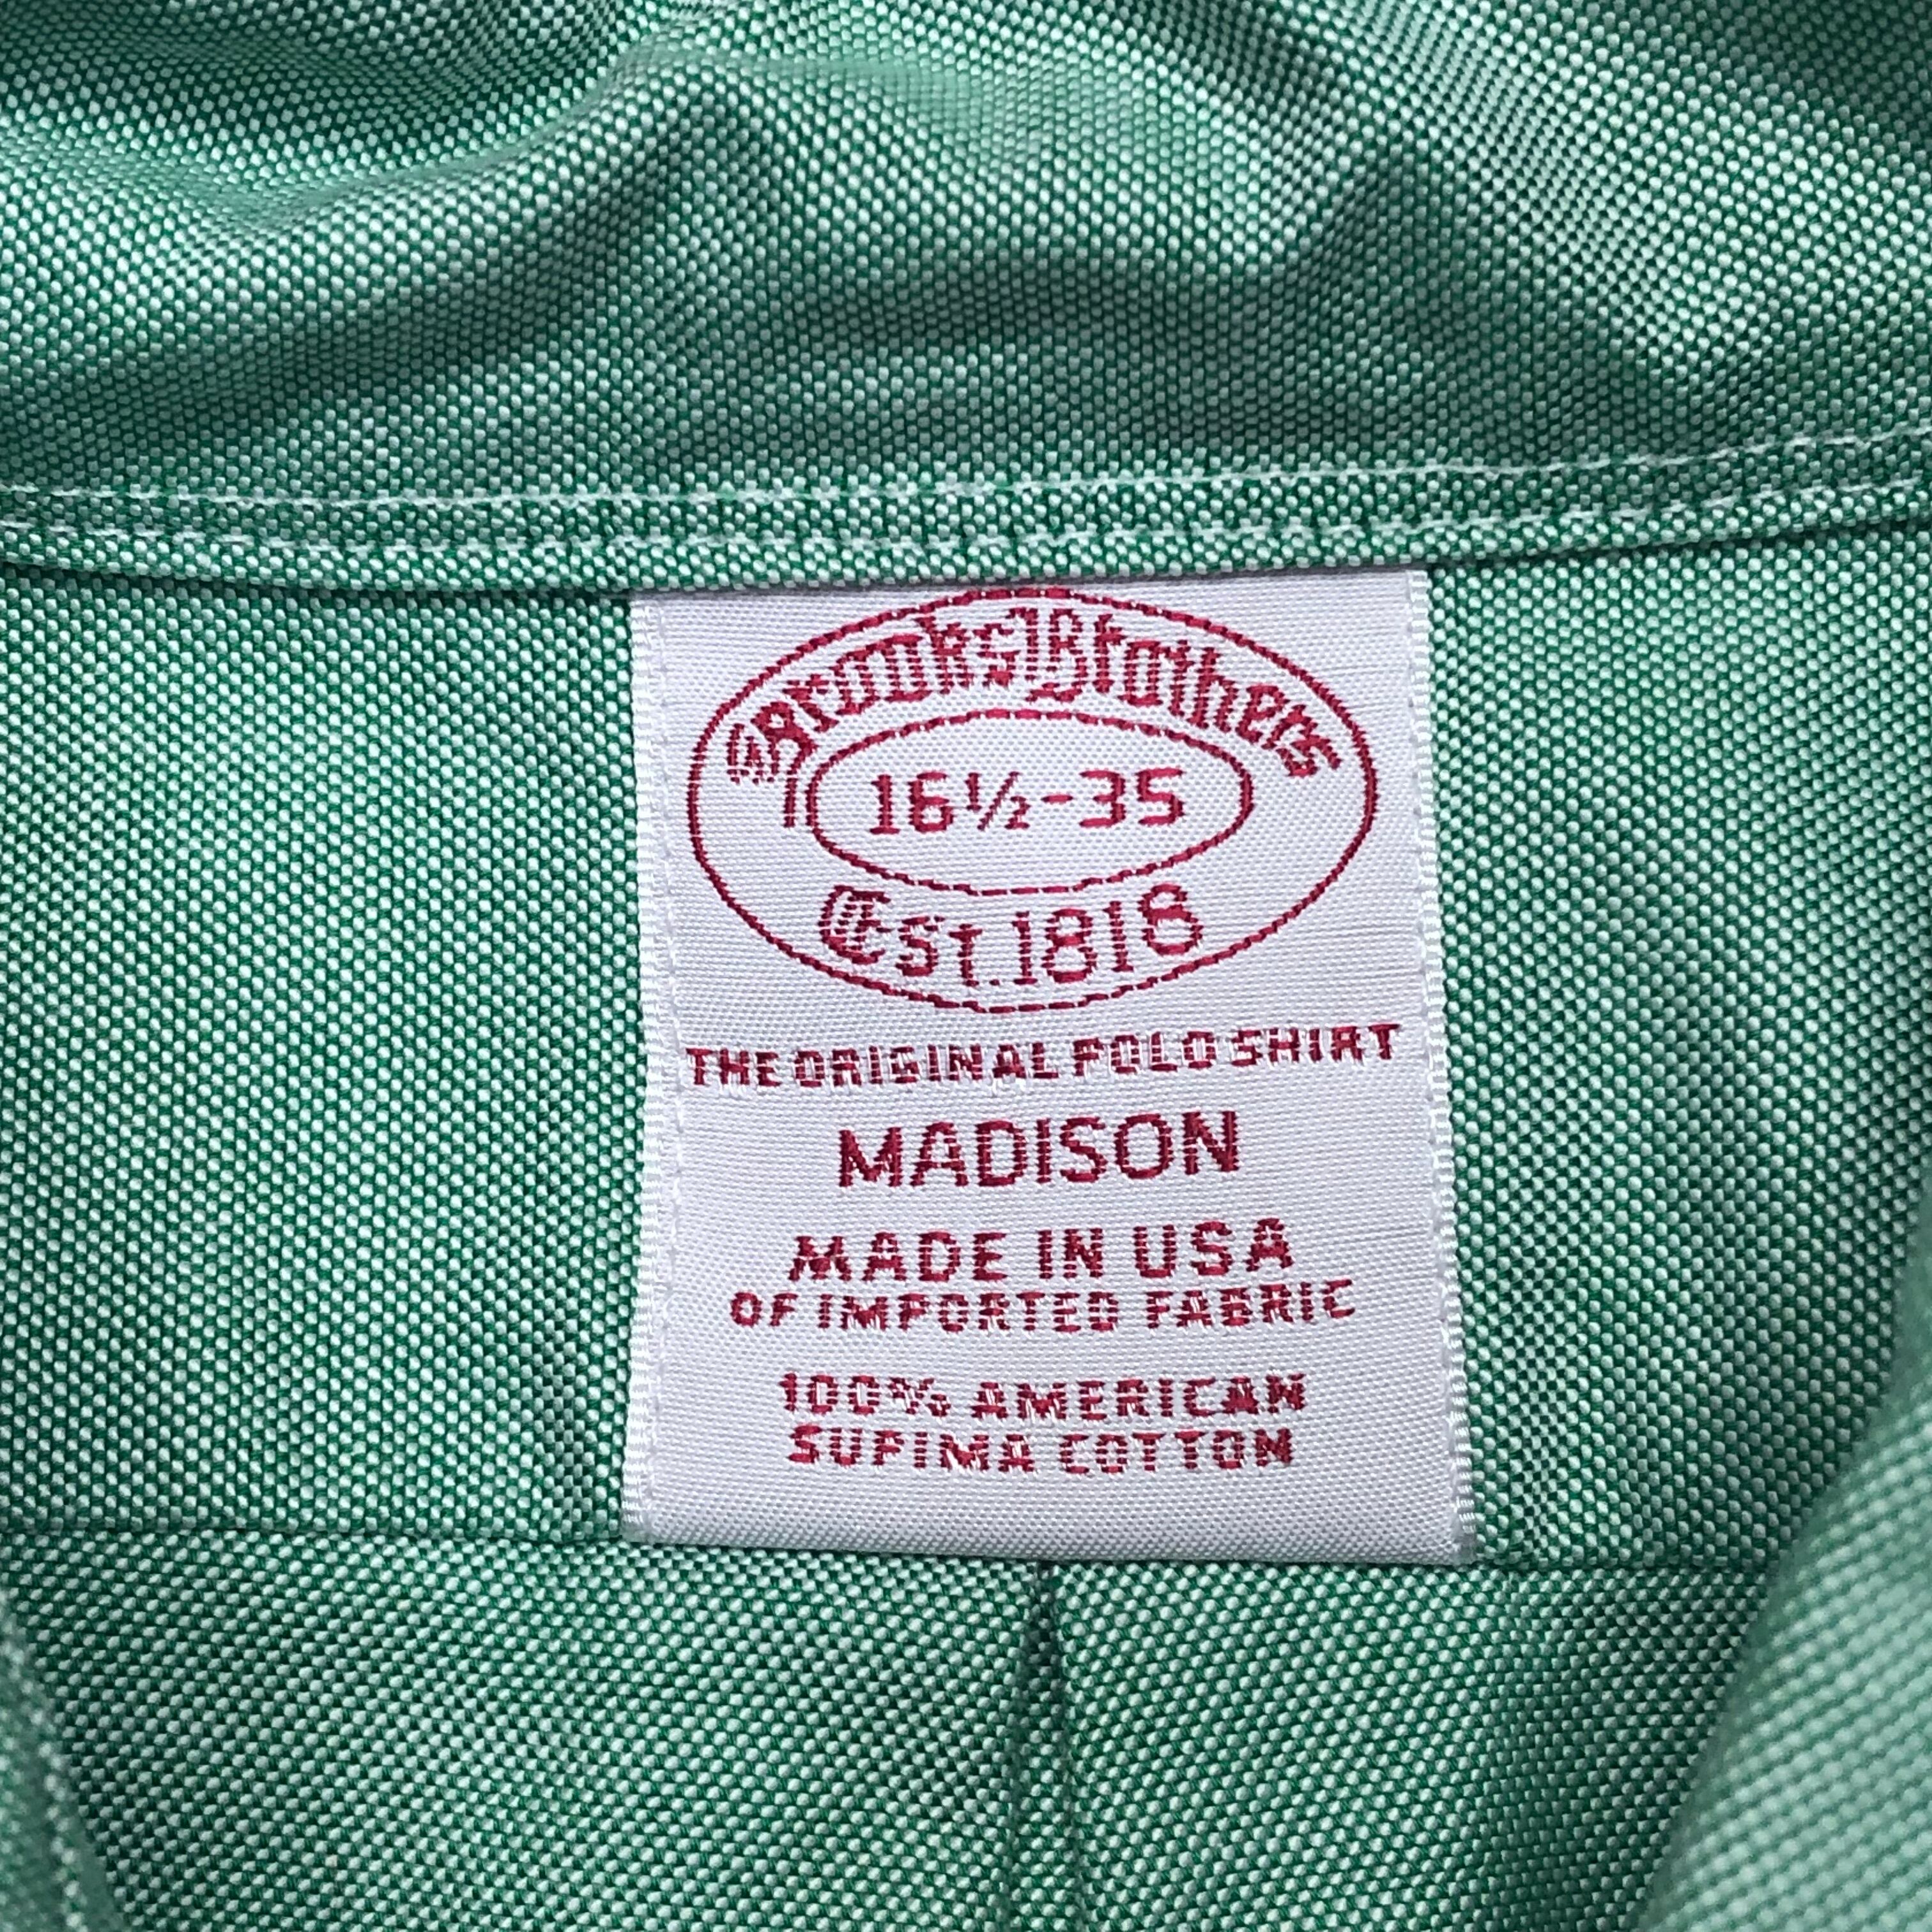 Brooks Brothers
16½-35
Est. 1818
THE ORIGINAL POLO SHIRT
MADISON
MADE IN USA
OF IMPORTED FABRIC
100% AMERICAN
SUPIMA COTTON